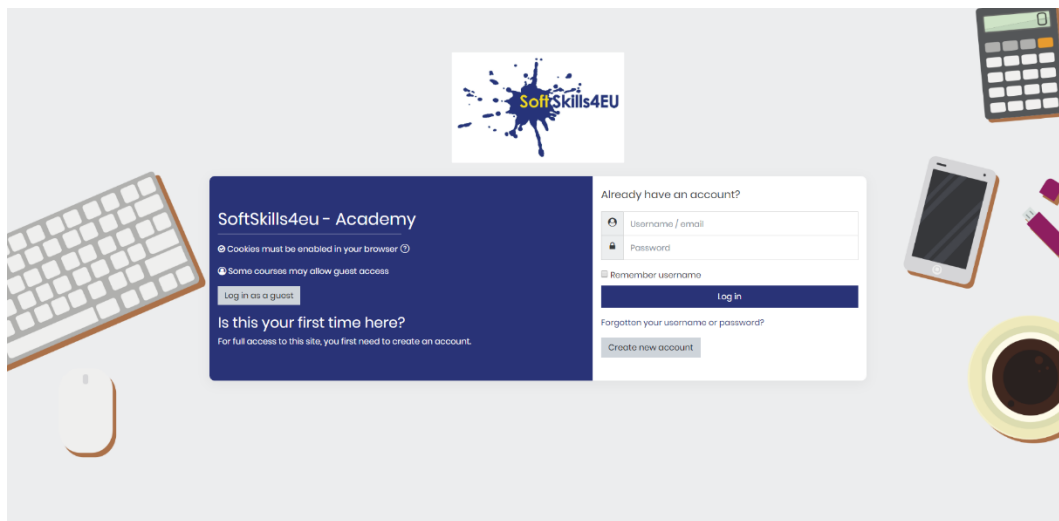 SoftSkills4EU
SoftSkills4eu - Academy
Cookies must be enabled in your browser
Some courses may allow guest access
Log in as a guest
Is this your first time here?
For full access to this site, you first need to create an account.
Already have an account?
Username / email
Password
Remember username
Log in
Forgotten your username or password?
Create new account
0